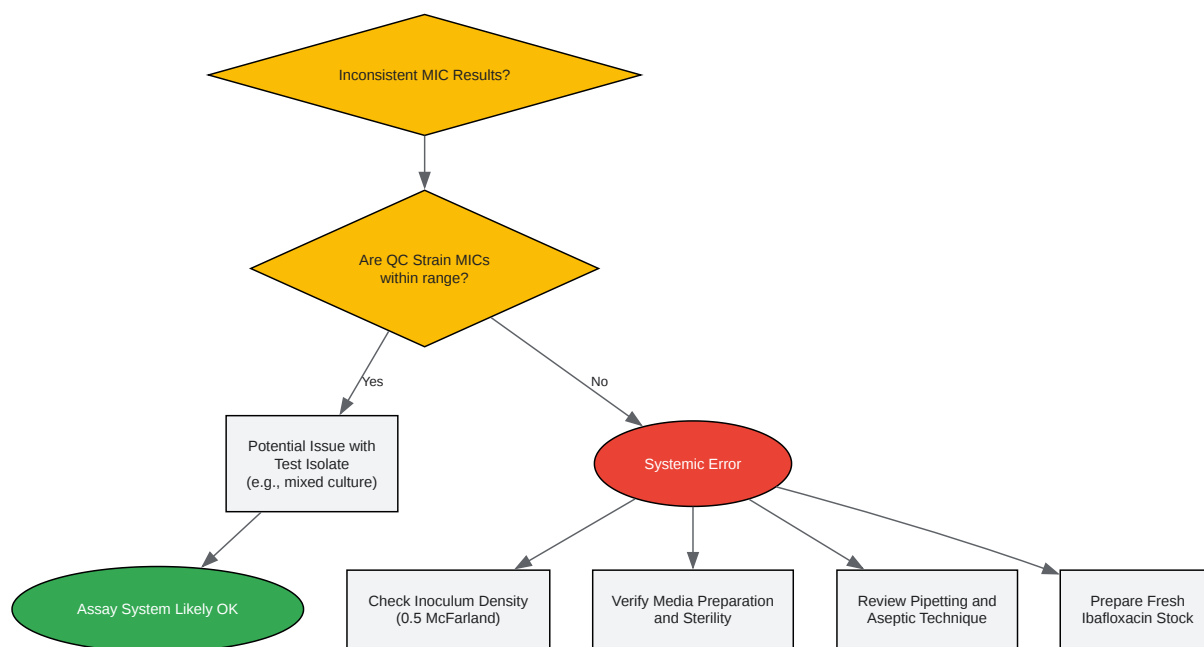 Inconsistent MIC Results?
Are QC Strain MICs
within range?
Yes
No
Potential Issue with
Test Isolate
(e.g., mixed culture)
Systemic Error
Assay System Likely OK
Check Inoculum Density
(0.5 McFarland)
Verify Media Preparation
and Sterility
Review Pipetting and
Aseptic Technique
Prepare Fresh
Ibafloxacin Stock